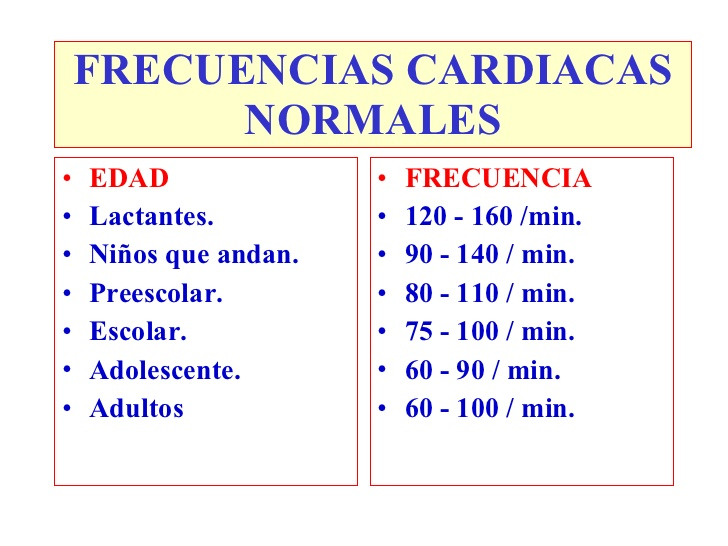 FRECUENCIAS CARDIACAS
NORMALES
• EDAD
• Lactantes.
• Niños que andan.
• Preescolar.
• Escolar.
• Adolescente.
• Adultos
• FRECUENCIA
• 120 - 160 /min.
• 90 - 140 / min.
• 80 - 110 / min.
• 75 - 100 / min.
• 60 - 90 / min.
• 60 - 100 / min.